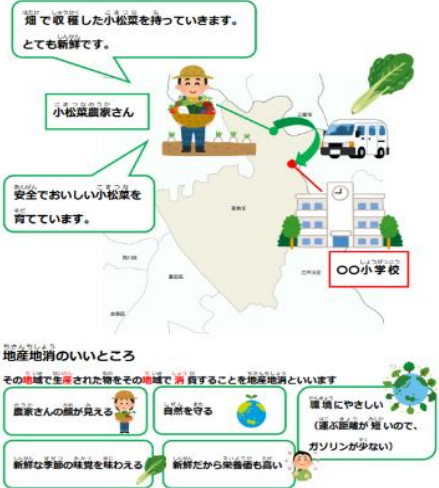 畑で収穫した小松菜を持っていきます。
とても新鮮です。
小松菜農家さん
安全でおいしい小松菜を
育てています。
〇〇小学校
地産地消のいいところ
その地域で生産された物をその地域で消費することを地産地消といいます
農家さんの顔が見える
自然を守る
環境にやさしい
(運ぶ距離が短いので、
ガソリンが少ない)
新鮮な季節の味覚を味わえる
新鮮だから栄養価も高い